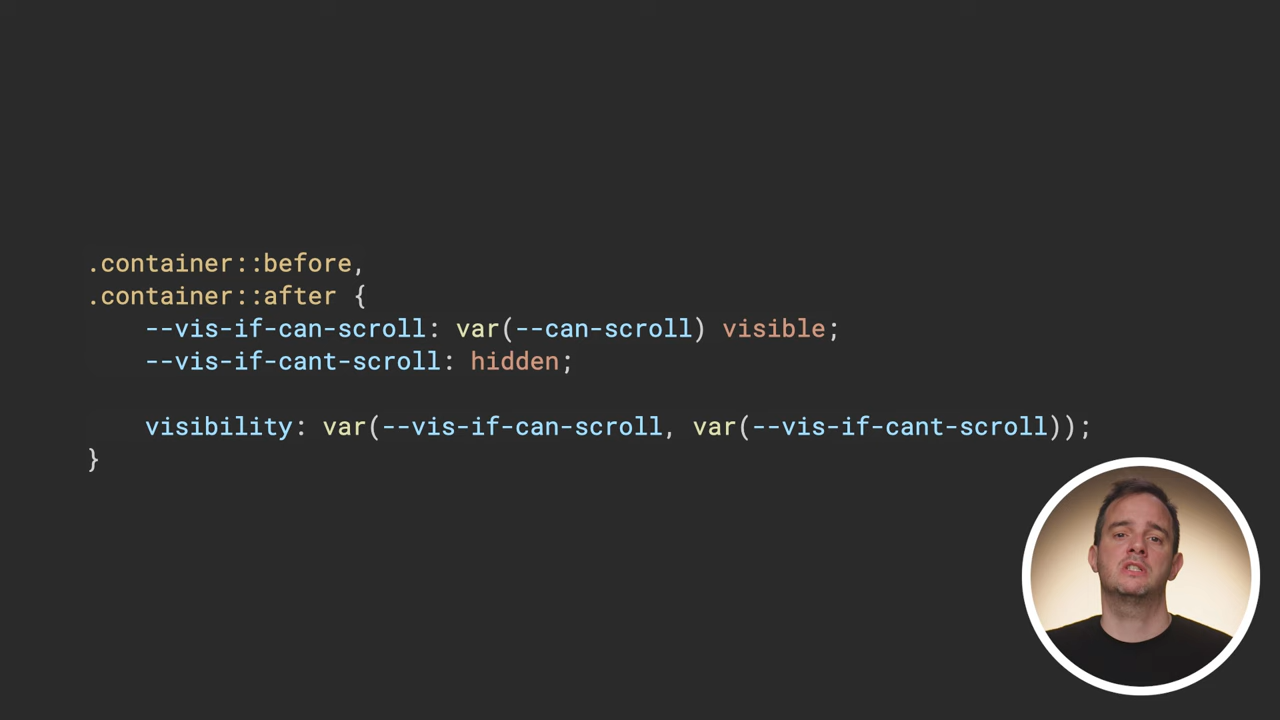 .container::before,
.container::after {
    --vis-if-can-scroll: var(--can-scroll) visible;
    --vis-if-cant-scroll: hidden;

    visibility: var(--vis-if-can-scroll, var(--vis-if-cant-scroll));
}